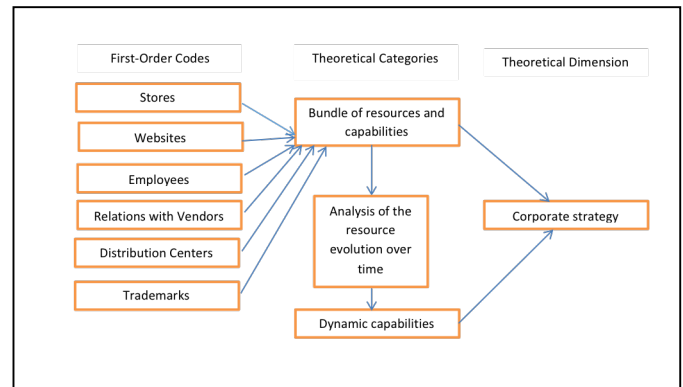 First-Order Codes
Theoretical Categories
Theoretical Dimension
Stores
Websites
Employees
Relations with Vendors
Distribution Centers
Trademarks
Bundle of resources and
capabilities
Analysis of the
resource
evolution over
time
Dynamic capabilities
Corporate strategy